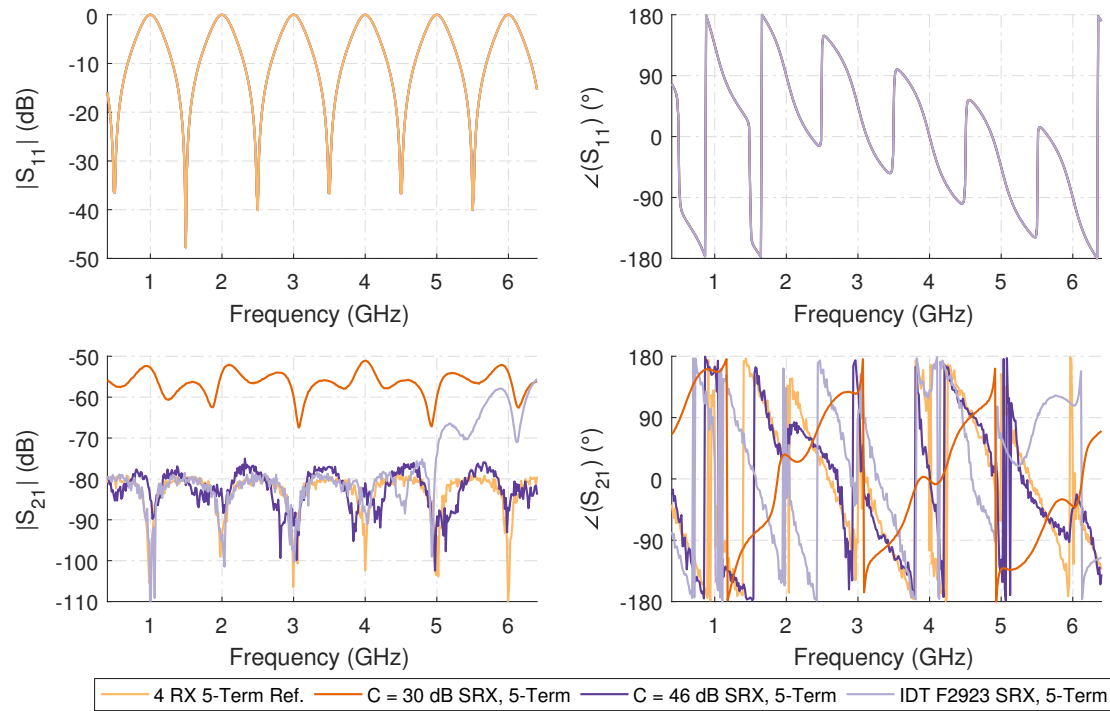 |S11| (dB)
0
-10
-20
-30
-40
-50
1 2 3 4 5 6
Frequency (GHz)
∠(S11) (°)
180
90
0
-90
-180
1 2 3 4 5 6
Frequency (GHz)
|S21| (dB)
-50
-60
-70
-80
-90
-100
-110
1 2 3 4 5 6
Frequency (GHz)
∠(S21) (°)
180
90
0
-90
-180
1 2 3 4 5 6
Frequency (GHz)
4 RX 5-Term Ref. C = 30 dB SRX, 5-Term C = 46 dB SRX, 5-Term IDT F2923 SRX, 5-Term